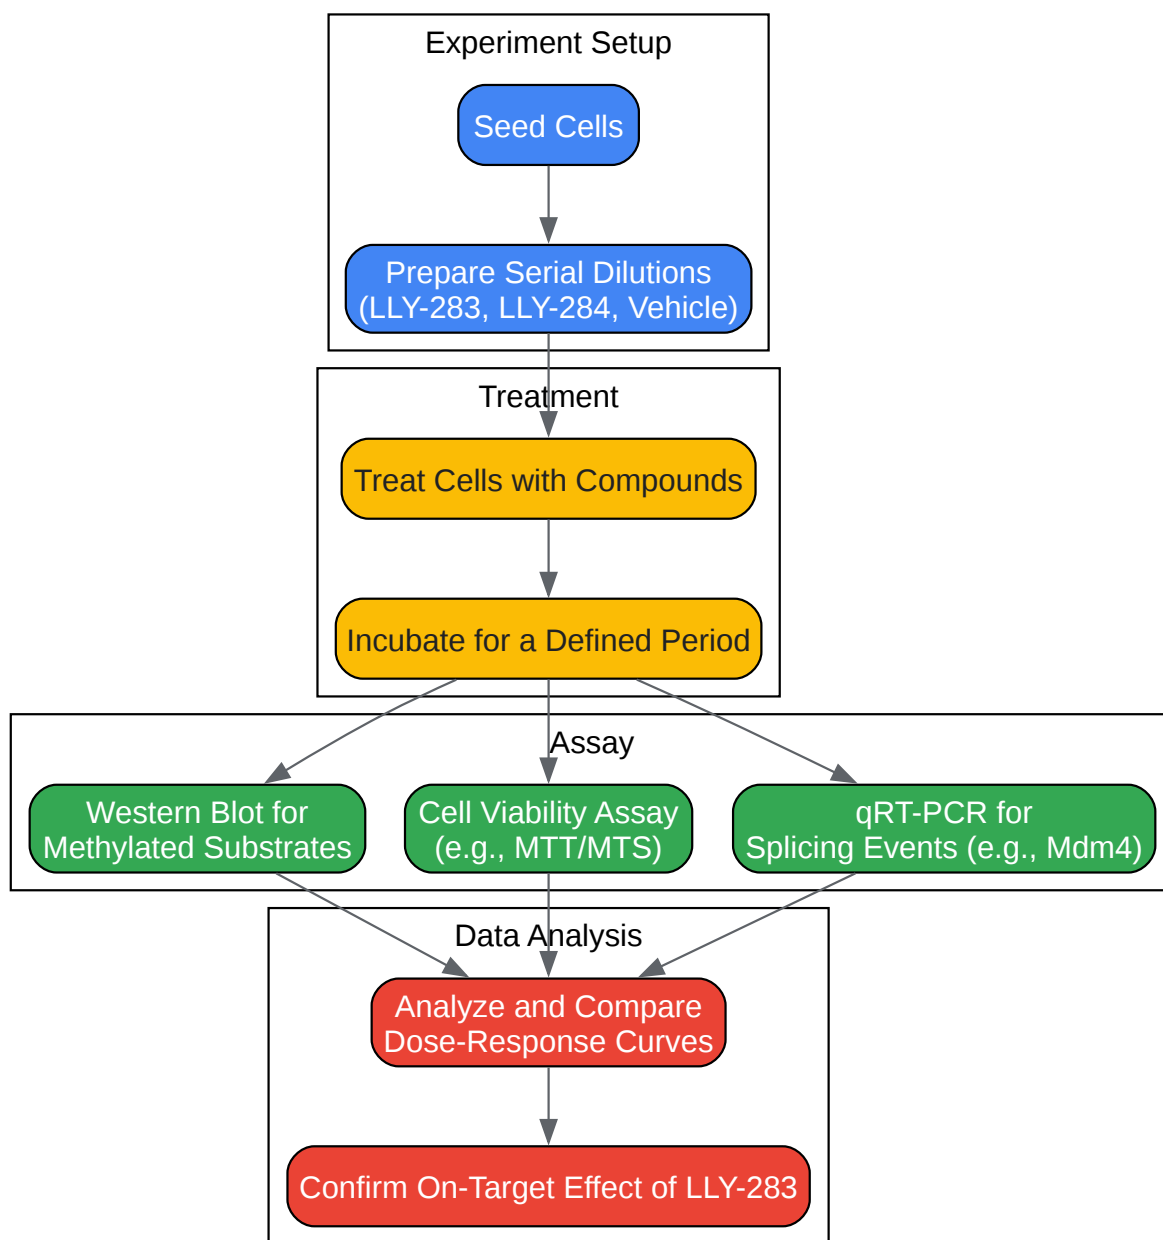 Experiment Setup
Seed Cells
Prepare Serial Dilutions
(LLY-283, LLY-284, Vehicle)
Treatment
Treat Cells with Compounds
Incubate for a Defined Period
Assay
Western Blot for
Methylated Substrates
Cell Viability Assay
(e.g., MTT/MTS)
qRT-PCR for
Splicing Events (e.g., Mdm4)
Data Analysis
Analyze and Compare
Dose-Response Curves
Confirm On-Target Effect of LLY-283